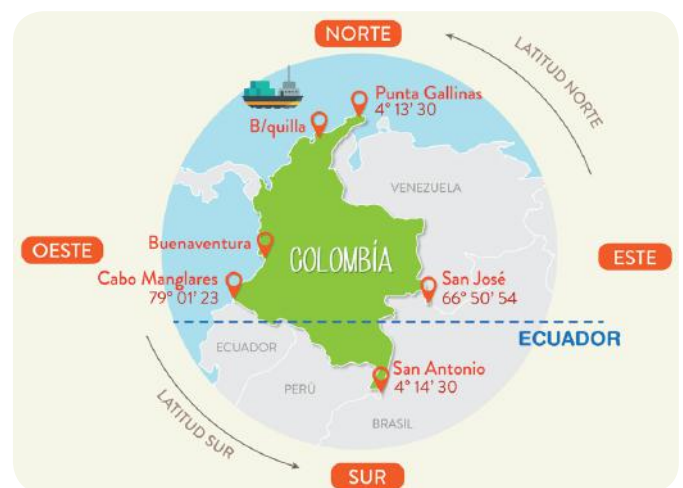 NORTE
LATITUD NORTE
Punta Gallinas
4° 13' 30
B/quilla
VENEZUELA
OESTE
Buenaventura
COLOMBÍA
ESTE
Cabo Manglares
79° 01' 23
San José
66° 50' 54
ECUADOR
ECUADOR
San Antonio
4° 14' 30
PERÚ
BRASIL
LATITUD SUR
SUR